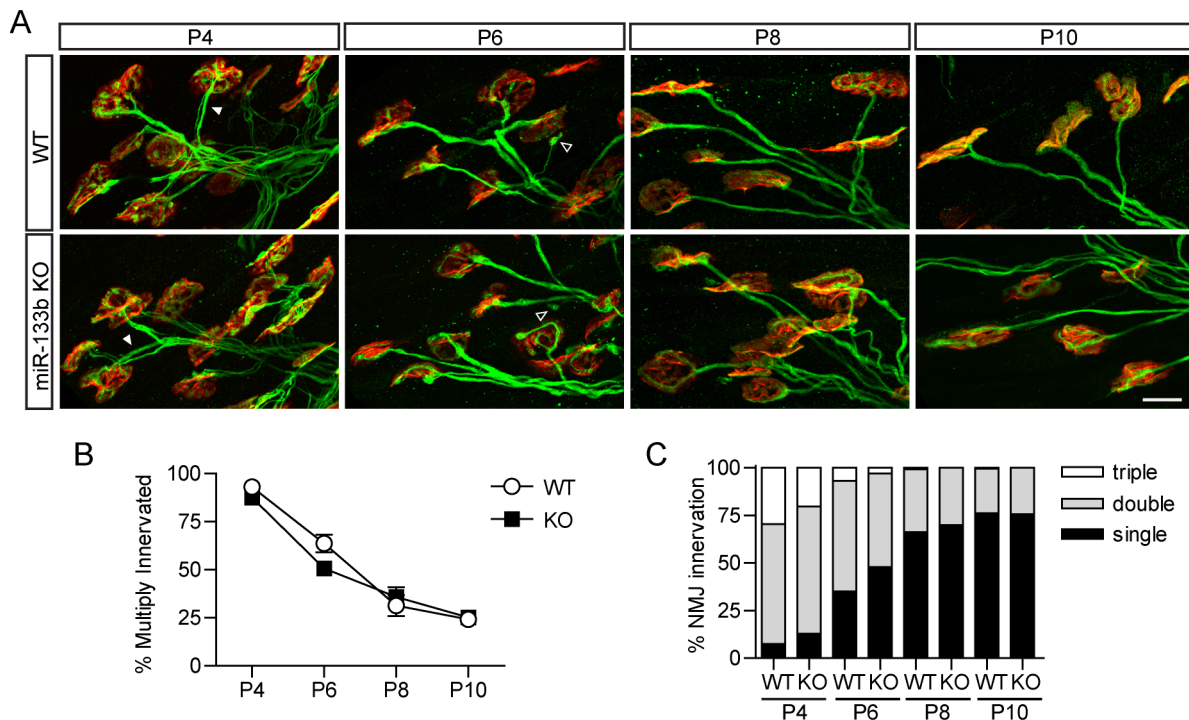 A
P4 P6 P8 P10
WT
miR-133b KO
B
% Multiply Innervated
100
75
50
25
0
P4 P6 P8 P10
WT
KO
C
% NMJ innervation
100
75
50
25
0
WT KO WT KO WT KO WT KO
P4 P6 P8 P10
triple
double
single